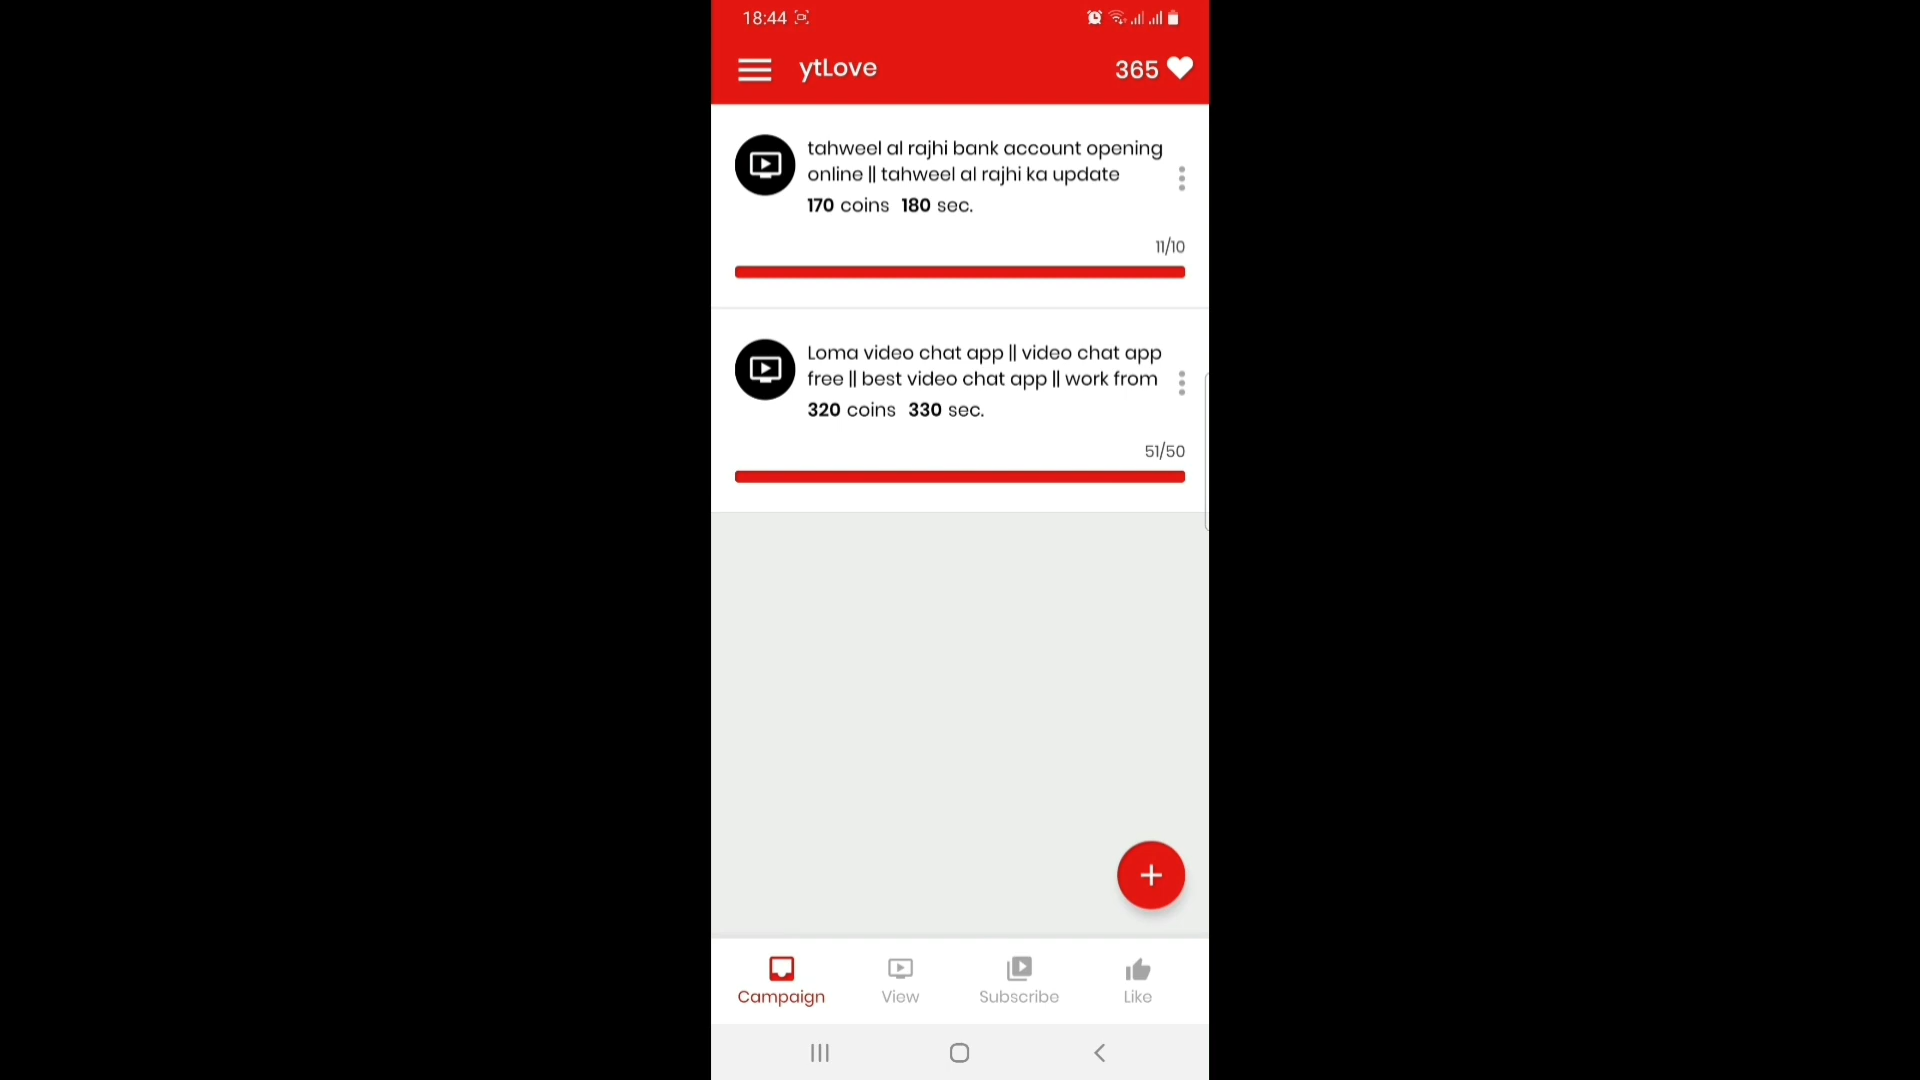 18:44
ytLove
365
tahweel al rajhi bank account opening
online || tahweel al rajhi ka update
170 coins 180 sec.
11/10
Loma video chat app || video chat app
free || best video chat app || work from
320 coins 330 sec.
51/50
+
Campaign View Subscribe Like